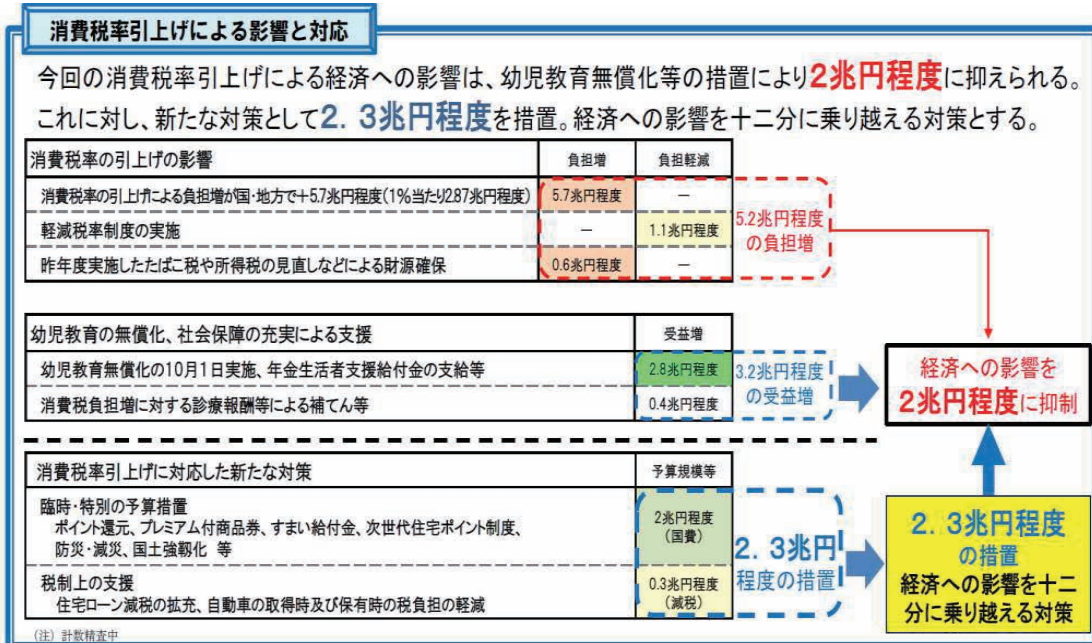 消費税率引上げによる影響と対応
今回の消費税率引上げによる経済への影響は、幼児教育無償化等の措置により2兆円程度に抑えられる。
これに対し、新たな対策として2．3兆円程度を措置。経済への影響を十二分に乗り越える対策とする。
消費税率の引上げの影響 負担増 負担軽減
消費税率の引上げによる負担増が国・地方で+5.7兆円程度(1%当たり2.87兆円程度) 5.7兆円程度 －
軽減税率制度の実施 － 1.1兆円程度
昨年度実施したたばこ税や所得税の見直しなどによる財源確保 0.6兆円程度 －
5.2兆円程度
の負担増
幼児教育の無償化、社会保障の充実による支援 受益増
幼児教育無償化の10月1日実施、年金生活者支援給付金の支給等 2.8兆円程度
消費税負担増に対する診療報酬等による補てん等 0.4兆円程度
3.2兆円程度
の受益増
経済への影響を
2兆円程度に抑制
消費税率引上げに対応した新たな対策 予算規模等
臨時・特別の予算措置
ポイント還元、プレミアム付商品券、すまい給付金、次世代住宅ポイント制度、
防災・減災、国土強靱化 等
2兆円程度
(国費)
税制上の支援
住宅ローン減税の拡充、自動車の取得時及び保有時の税負担の軽減
0.3兆円程度
(減税)
2．3兆円
程度の措置
2．3兆円程度
の措置
経済への影響を十二
分に乗り越える対策
(注) 計数精査中